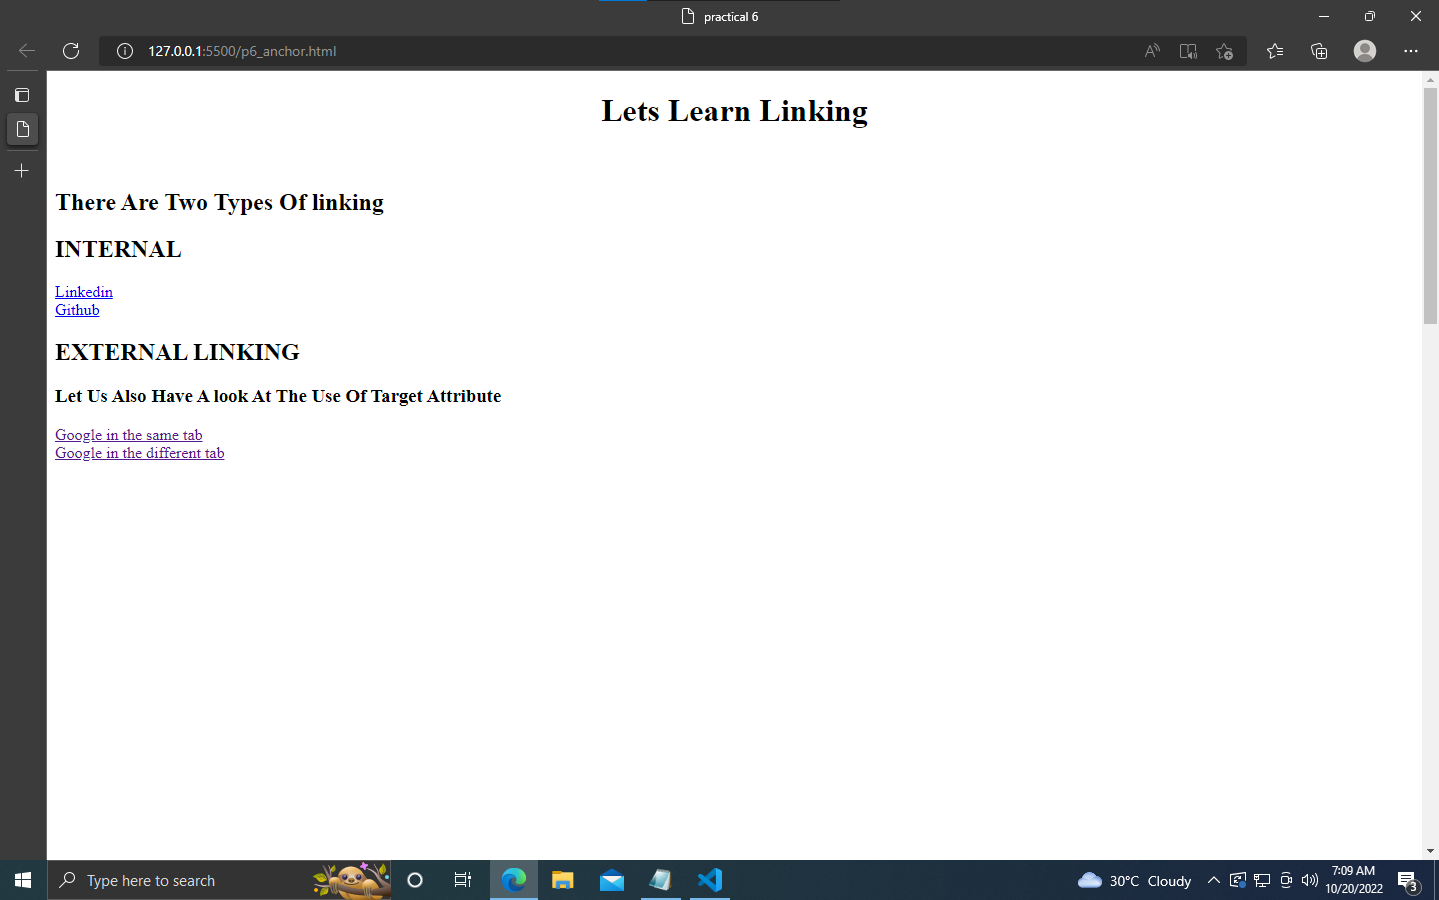 practical 6
127.0.0.1:5500/p6_anchor.html
Lets Learn Linking
There Are Two Types Of linking
INTERNAL
Linkedin
Github
EXTERNAL LINKING
Let Us Also Have A look At The Use Of Target Attribute
Google in the same tab
Google in the different tab
Type here to search
30°C Cloudy
7:09 AM
10/20/2022
3